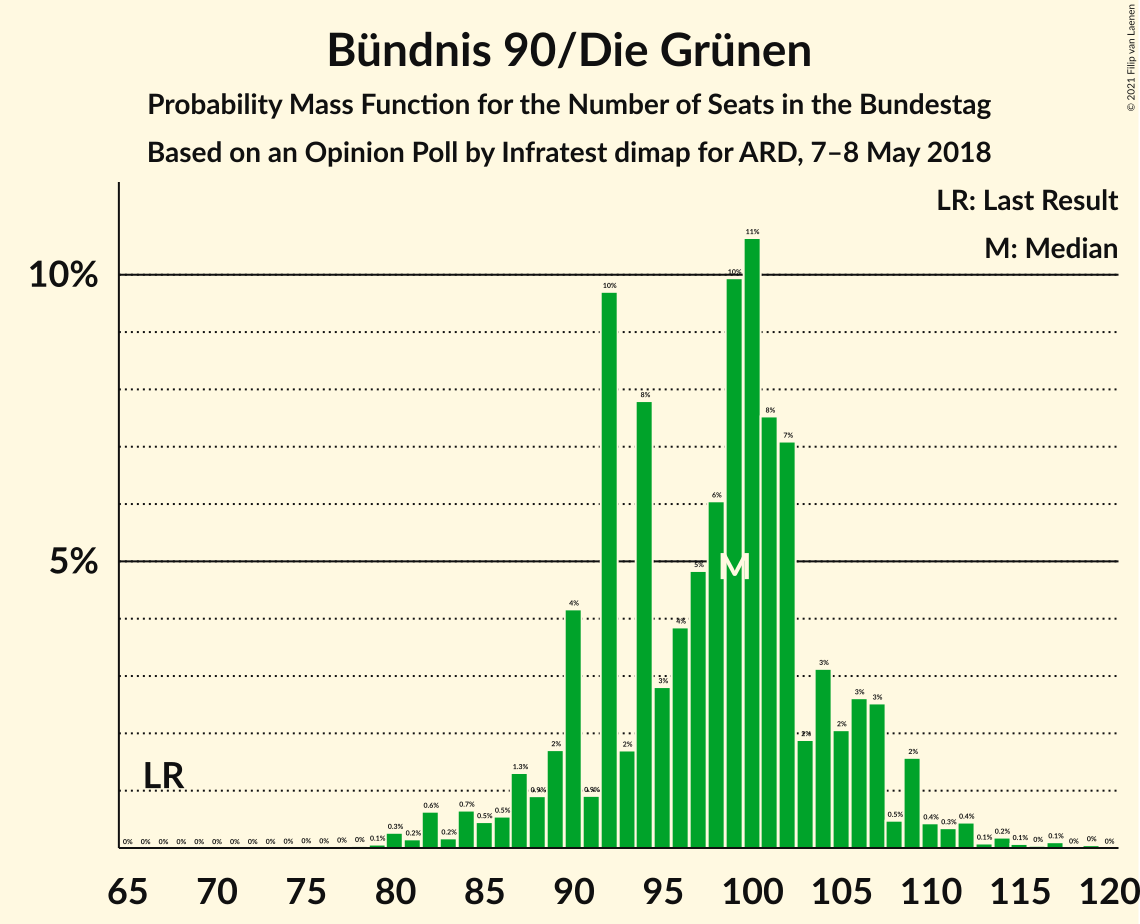 Bündnis 90/Die Grünen
Probability Mass Function for the Number of Seats in the Bundestag
Based on an Opinion Poll by Infratest dimap for ARD, 7–8 May 2018
© 2021 Filip van Laenen
LR: Last Result
M: Median
10%
5%
LR
M
0% 0% 0% 0% 0% 0% 0% 0% 0% 0% 0% 0% 0% 0% 0.1% 0.3% 0.2% 0.6% 0.2% 0.7% 0.5% 0.5% 1.3% 0.9% 2% 4% 0.9% 10% 2% 8% 3% 4% 5% 6% 10% 11% 8% 7% 2% 3% 2% 3% 3% 0.5% 2% 0.4% 0.3% 0.4% 0.1% 0.2% 0.1% 0% 0.1% 0% 0% 0%
65 70 75 80 85 90 95 100 105 110 115 120